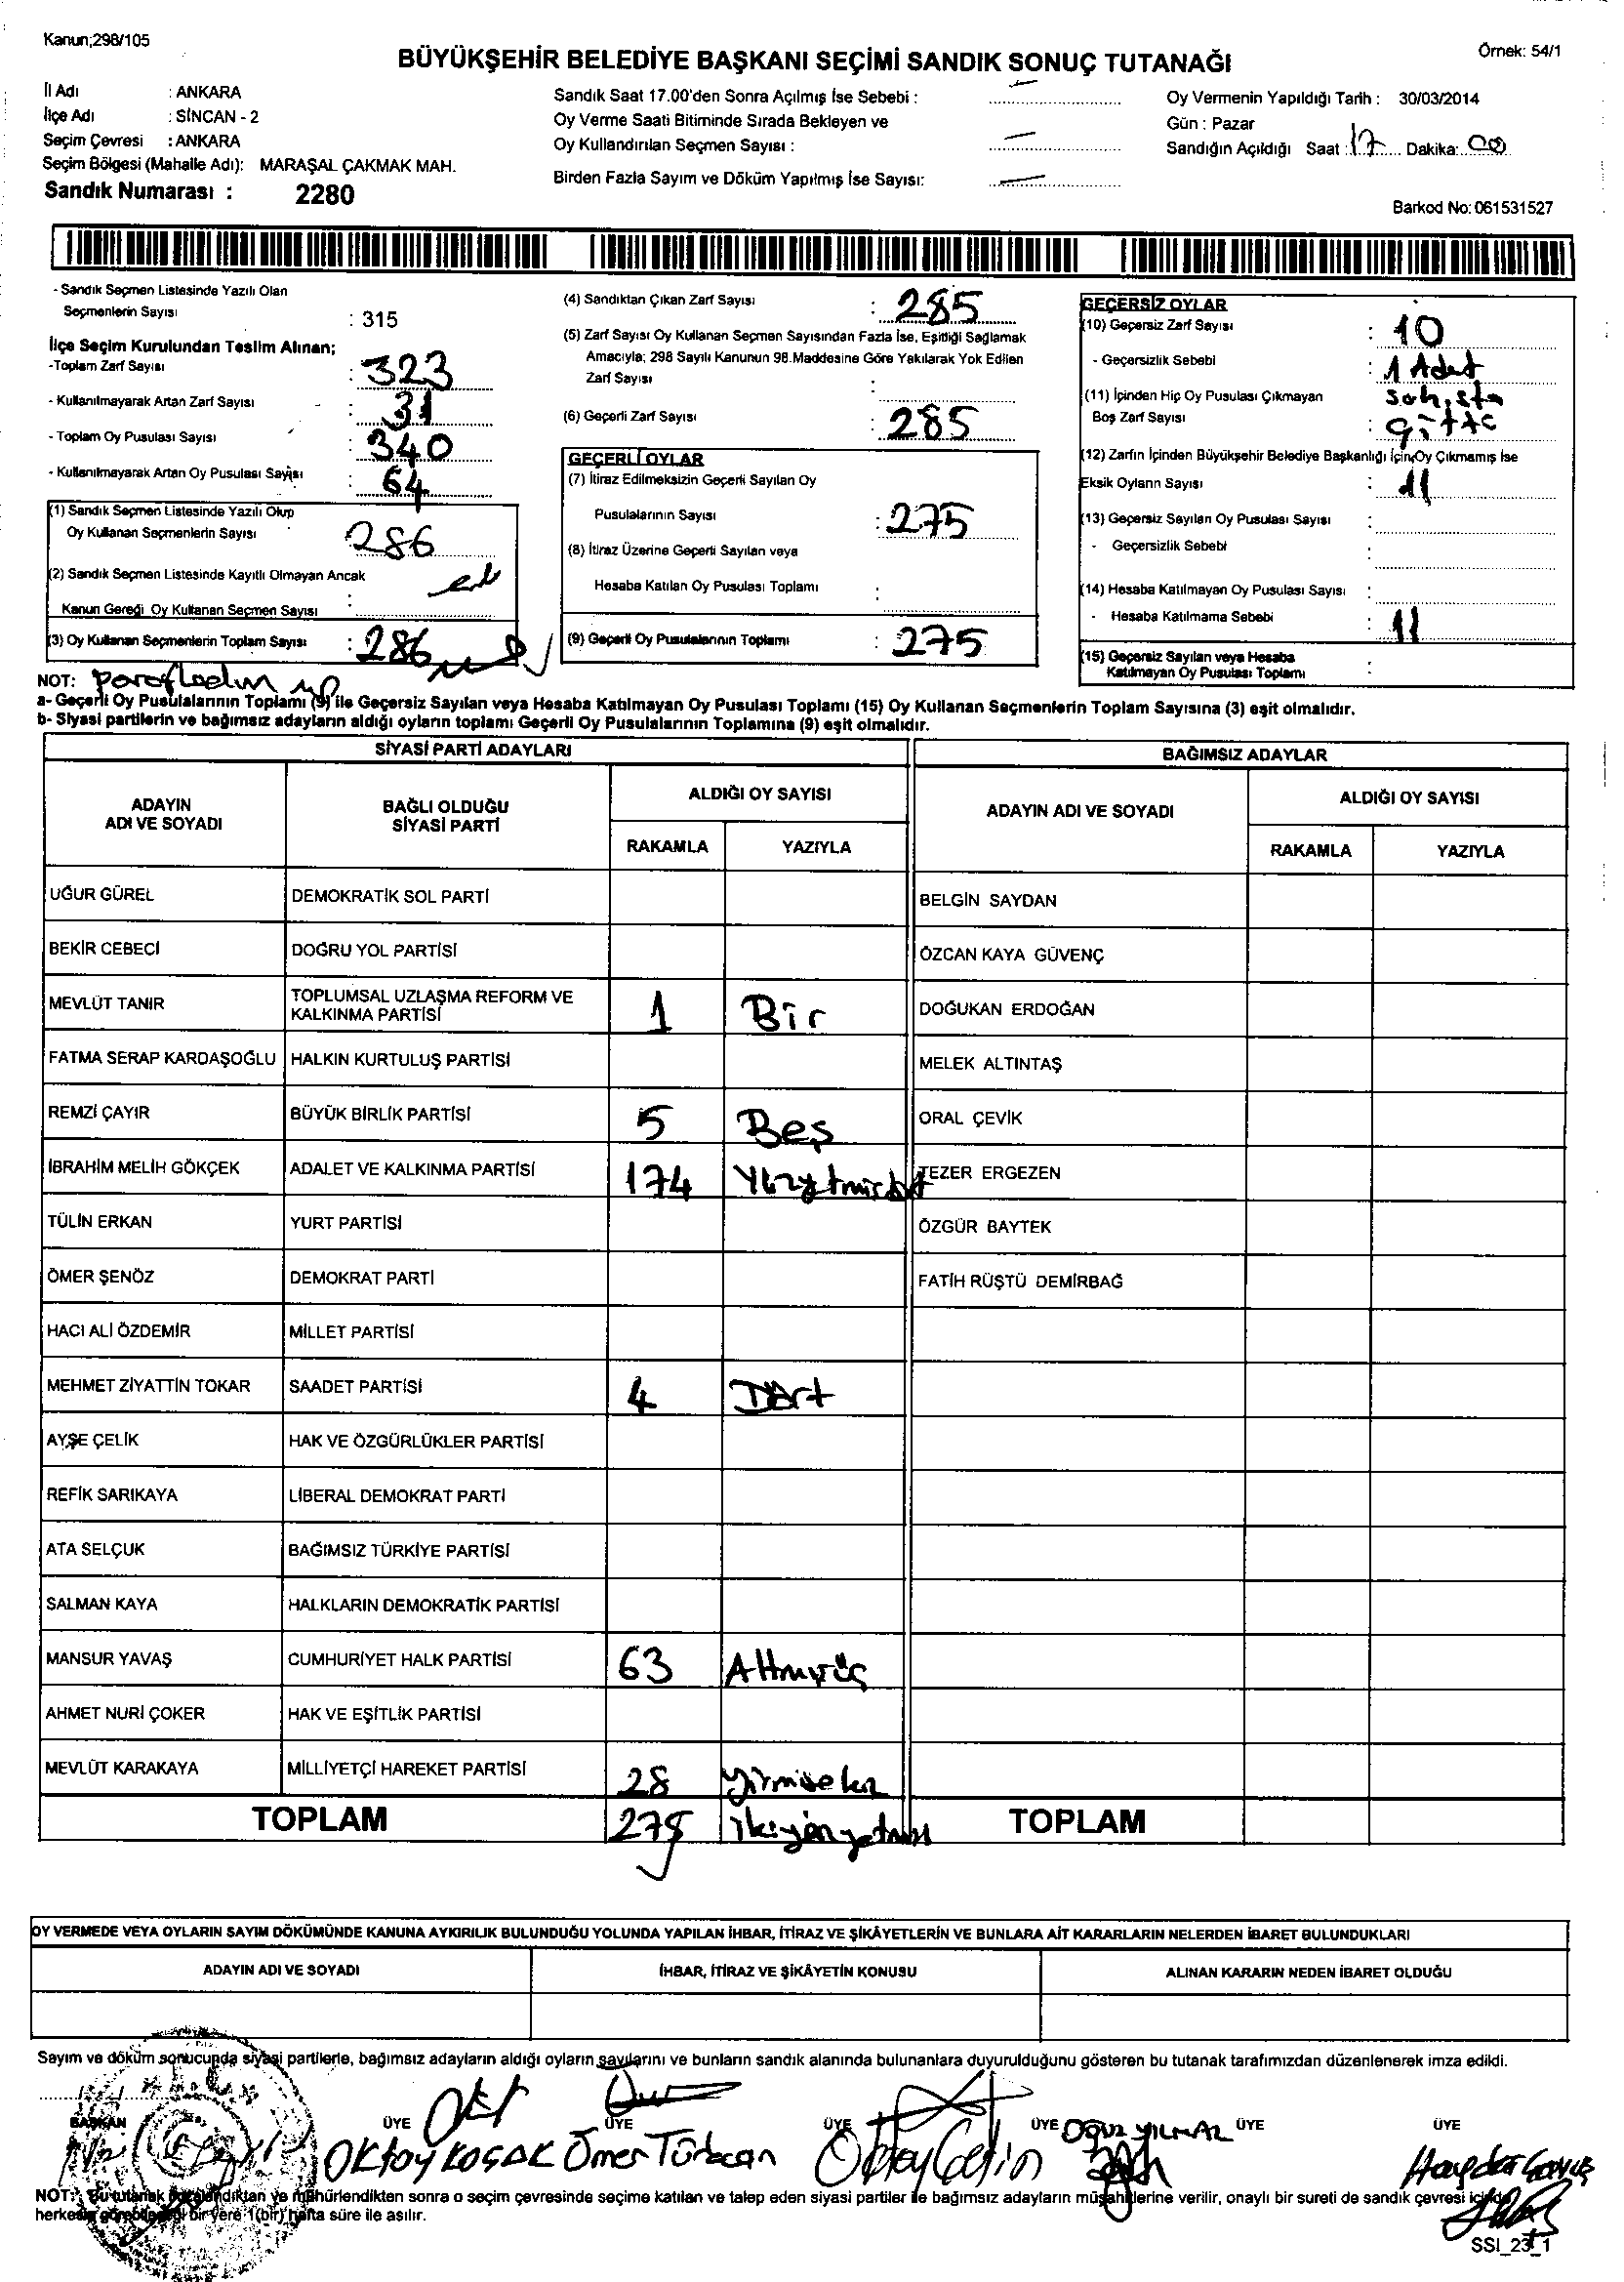 Kanun;298/105
Örnek: 54/1
BÜYÜKŞEHİR BELEDİYE BAŞKANI SEÇİMİ SANDIK SONUÇ TUTANAĞI
İl Adı : ANKARA
İlçe Adı : SİNCAN - 2
Seçim Çevresi : ANKARA
Seçim Bölgesi (Mahalle Adı): MARAŞAL ÇAKMAK MAH.
Sandık Numarası : 2280
Sandık Saat 17.00'den Sonra Açılmış İse Sebebi :
Oy Verme Saati Bitiminde Sırada Bekleyen ve
Oy Kullandırılan Seçmen Sayısı :
Birden Fazla Sayım ve Döküm Yapılmış İse Sayısı:
Oy Vermenin Yapıldığı Tarih : 30/03/2014
Gün : Pazar
Sandığın Açıldığı Saat : 17 Dakika: 00
Barkod No: 061531527
- Sandık Seçmen Listesinde Yazılı Olan
Seçmenlerin Sayısı : 315
İlçe Seçim Kurulundan Teslim Alınan;
-Toplam Zarf Sayısı : 323
- Kullanılmayarak Artan Zarf Sayısı : 31
- Toplam Oy Pusulası Sayısı : 340
- Kullanılmayarak Artan Oy Pusulası Sayısı : 64
(1) Sandık Seçmen Listesinde Yazılı Olup
Oy Kullanan Seçmenlerin Sayısı : 286
(2) Sandık Seçmen Listesinde Kayıtlı Olmayan Ancak
Kanun Gereği Oy Kullanan Seçmen Sayısı :
(3) Oy Kullanan Seçmenlerin Toplam Sayısı : 286
(4) Sandıktan Çıkan Zarf Sayısı : 285
(5) Zarf Sayısı Oy Kullanan Seçmen Sayısından Fazla İse, Eşitliği Sağlamak
Amacıyla; 298 Sayılı Kanunun 98.Maddesine Göre Yakılarak Yok Edilen
Zarf Sayısı :
(6) Geçerli Zarf Sayısı : 285
GEÇERLİ OYLAR
(7) İtiraz Edilmeksizin Geçerli Sayılan Oy
Pusulalarının Sayısı : 275
(8) İtiraz Üzerine Geçerli Sayılan veya
Hesaba Katılan Oy Pusulası Toplamı :
(9) Geçerli Oy Pusulalarının Toplamı : 275
GEÇERSİZ OYLAR
(10) Geçersiz Zarf Sayısı : 10
- Geçersizlik Sebebi : 1 Adet
(11) İçinden Hiç Oy Pusulası Çıkmayan
Boş Zarf Sayısı :
(12) Zarfın İçinden Büyükşehir Belediye Başkanlığı İçin Oy Çıkmamış İse
Eksik Oyların Sayısı : 11
(13) Geçersiz Sayılan Oy Pusulası Sayısı :
- Geçersizlik Sebebi :
(14) Hesaba Katılmayan Oy Pusulası Sayısı :
- Hesaba Katılmama Sebebi : 11
(15) Geçersiz Sayılan veya Hesaba
Katılmayan Oy Pusulası Toplamı :
NOT: Parafladım
a- Geçerli Oy Pusulalarının Toplamı (9) ile Geçersiz Sayılan veya Hesaba Katılmayan Oy Pusulası Toplamı (15) Oy Kullanan Seçmenlerin Toplam Sayısına (3) eşit olmalıdır.
b- Siyasi partilerin ve bağımsız adayların aldığı oyların toplamı Geçerli Oy Pusulalarının Toplamına (9) eşit olmalıdır.
SİYASİ PARTİ ADAYLARI
BAĞIMSIZ ADAYLAR
ADAYIN ADI VE SOYADI
BAĞLI OLDUĞU SİYASİ PARTİ
ALDIĞI OY SAYISI
RAKAMLA YAZIYLA
ADAYIN ADI VE SOYADI
ALDIĞI OY SAYISI
RAKAMLA YAZIYLA
UĞUR GÜREL DEMOKRATİK SOL PARTİ BELGİN SAYDAN
BEKİR CEBECİ DOĞRU YOL PARTİSİ ÖZCAN KAYA GÜVENÇ
MEVLÜT TANIR TOPLUMSAL UZLAŞMA REFORM VE KALKINMA PARTİSİ 1 Bir DOĞUKAN ERDOĞAN
FATMA SERAP KARDAŞOĞLU HALKIN KURTULUŞ PARTİSİ MELEK ALTINTAŞ
REMZİ ÇAYIR BÜYÜK BİRLİK PARTİSİ 5 Beş ORAL ÇEVİK
İBRAHİM MELİH GÖKÇEK ADALET VE KALKINMA PARTİSİ 174 TEZER ERGEZEN
TÜLİN ERKAN YURT PARTİSİ ÖZGÜR BAYTEK
ÖMER ŞENÖZ DEMOKRAT PARTİ FATİH RÜŞTÜ DEMİRBAĞ
HACI ALİ ÖZDEMİR MİLLET PARTİSİ
MEHMET ZİYATTİN TOKAR SAADET PARTİSİ 4 Dört
AYŞE ÇELİK HAK VE ÖZGÜRLÜKLER PARTİSİ
REFİK SARIKAYA LİBERAL DEMOKRAT PARTİ
ATA SELÇUK BAĞIMSIZ TÜRKİYE PARTİSİ
SALMAN KAYA HALKLARIN DEMOKRATİK PARTİSİ
MANSUR YAVAŞ CUMHURİYET HALK PARTİSİ 63 Altmışüç
AHMET NURİ ÇOKER HAK VE EŞİTLİK PARTİSİ
MEVLÜT KARAKAYA MİLLİYETÇİ HAREKET PARTİSİ 28 Yirmisekiz
TOPLAM 275 TOPLAM
OY VERMEDE VEYA OYLARIN SAYIM DÖKÜMÜNDE KANUNA AYKIRILIK BULUNDUĞU YOLUNDA YAPILAN İHBAR, İTİRAZ VE ŞİKÂYETLERİN VE BUNLARA AİT KARARLARIN NELERDEN İBARET BULUNDUKLARI
ADAYIN ADI VE SOYADI İHBAR, İTİRAZ VE ŞİKÂYETİN KONUSU ALINAN KARARIN NEDEN İBARET OLDUĞU
Sayım ve döküm sonucunda siyasi partilerle, bağımsız adayların aldığı oyların sayılarını ve bunların sandık alanında bulunanlara duyurulduğunu gösteren bu tutanak tarafımızdan düzenlenerek imza edildi.
BAŞKAN ÜYE ÜYE ÜYE ÜYE ÜYE ÜYE
Oktay KOÇAK Ömer Türkcan Oktay Çetin OĞUZ YILMAZ Haydar
NOT: Bu tutanak düzenlendikten ve mühürlendikten sonra o seçim çevresinde seçime katılan ve talep eden siyasi partiler ile bağımsız adayların müşahitlerine verilir, onaylı bir sureti de sandık çevresi içinde
herkesin görebileceği bir yere 1(bir) hafta süre ile asılır.
SSI_23_1